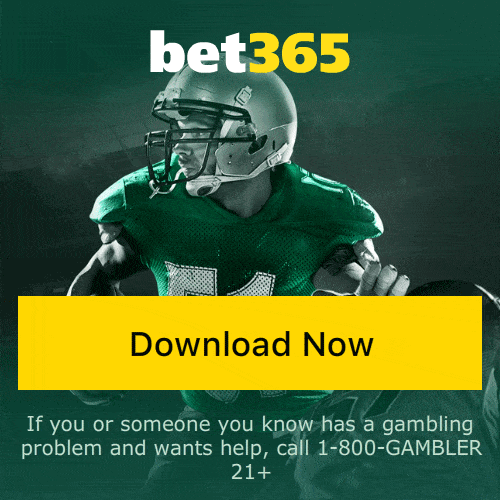 bet365
Download Now
If you or someone you know has a gambling
problem and wants help, call 1-800-GAMBLER
21+